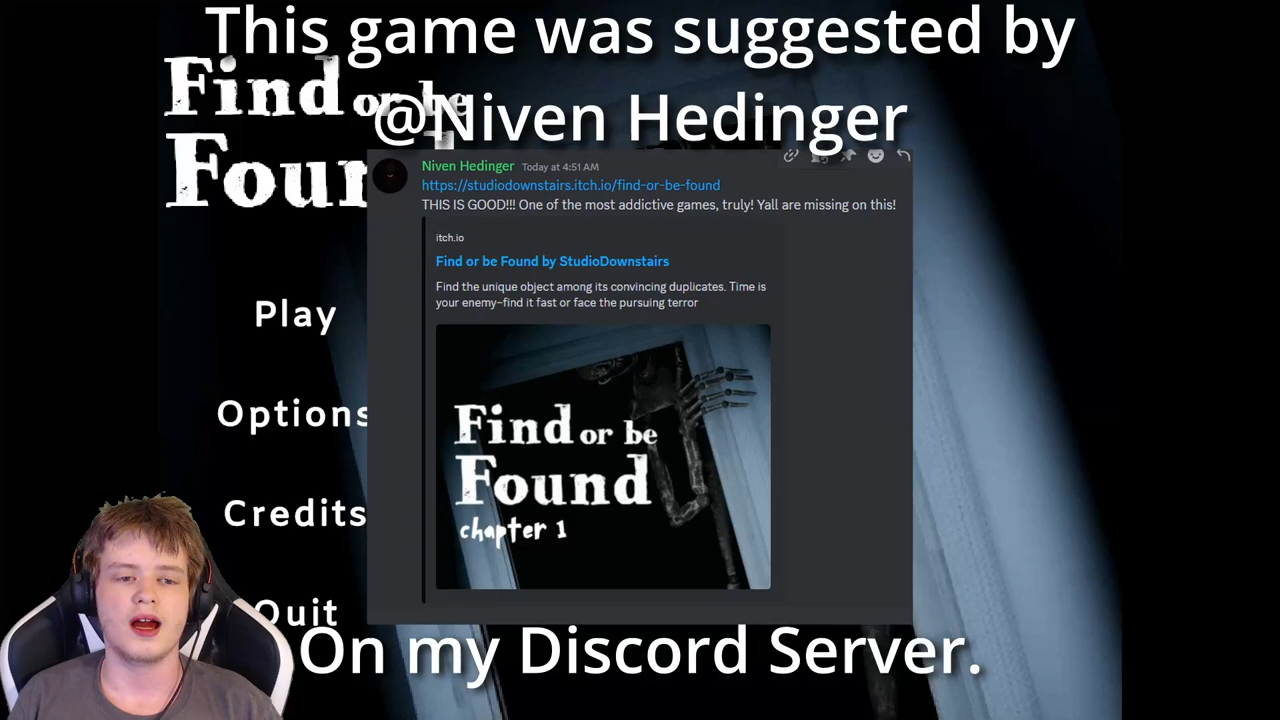 This game was suggested by
@Niven Hedinger
Find or be
Foun
Niven Hedinger Today at 4:51 AM
https://studiodownstairs.itch.io/find-or-be-found
THIS IS GOOD!!! One of the most addictive games, truly! Yall are missing on this!
itch.io
Find or be Found by StudioDownstairs
Find the unique object among its convincing duplicates. Time is
your enemy–find it fast or face the pursuing terror
Find or be
Found
chapter 1
Play
Options
Credits
Quit
On my Discord Server.